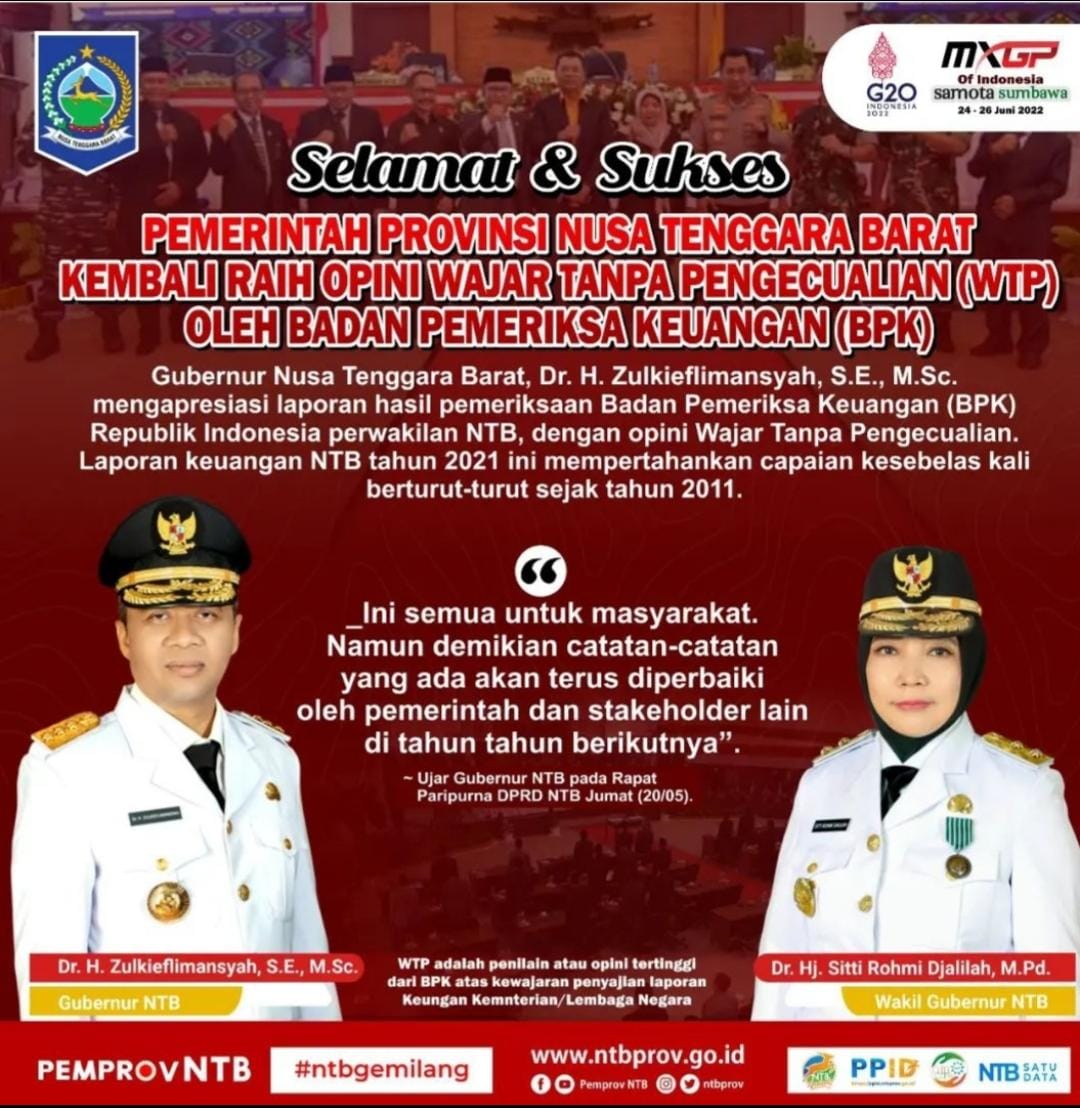 NUSA TENGGARA BARAT
G20
INDONESIA
2022
MXGP
Of Indonesia
samota sumbawa
24 - 26 Juni 2022
Selamat & Sukses
PEMERINTAH PROVINSI NUSA TENGGARA BARAT
KEMBALI RAIH OPINI WAJAR TANPA PENGECUALIAN (WTP)
OLEH BADAN PEMERIKSA KEUANGAN (BPK)
Gubernur Nusa Tenggara Barat, Dr. H. Zulkieflimansyah, S.E., M.Sc.
mengapresiasi laporan hasil pemeriksaan Badan Pemeriksa Keuangan (BPK)
Republik Indonesia perwakilan NTB, dengan opini Wajar Tanpa Pengecualian.
Laporan keuangan NTB tahun 2021 ini mempertahankan capaian kesebelas kali
berturut-turut sejak tahun 2011.
“
_Ini semua untuk masyarakat.
Namun demikian catatan-catatan
yang ada akan terus diperbaiki
oleh pemerintah dan stakeholder lain
di tahun tahun berikutnya”.
~ Ujar Gubernur NTB pada Rapat
Paripurna DPRD NTB Jumat (20/05).
Dr. H. Zulkieflimansyah, S.E., M.Sc.
Gubernur NTB
WTP adalah penilain atau opini tertinggi
dari BPK atas kewajaran penyajian laporan
Keungan Kemnterian/Lembaga Negara
Dr. Hj. Sitti Rohmi Djalilah, M.Pd.
Wakil Gubernur NTB
PEMPROVNTB
#ntbgemilang
www.ntbprov.go.id
Pemprov NTB
ntbprov
PPID
NTB SATU DATA